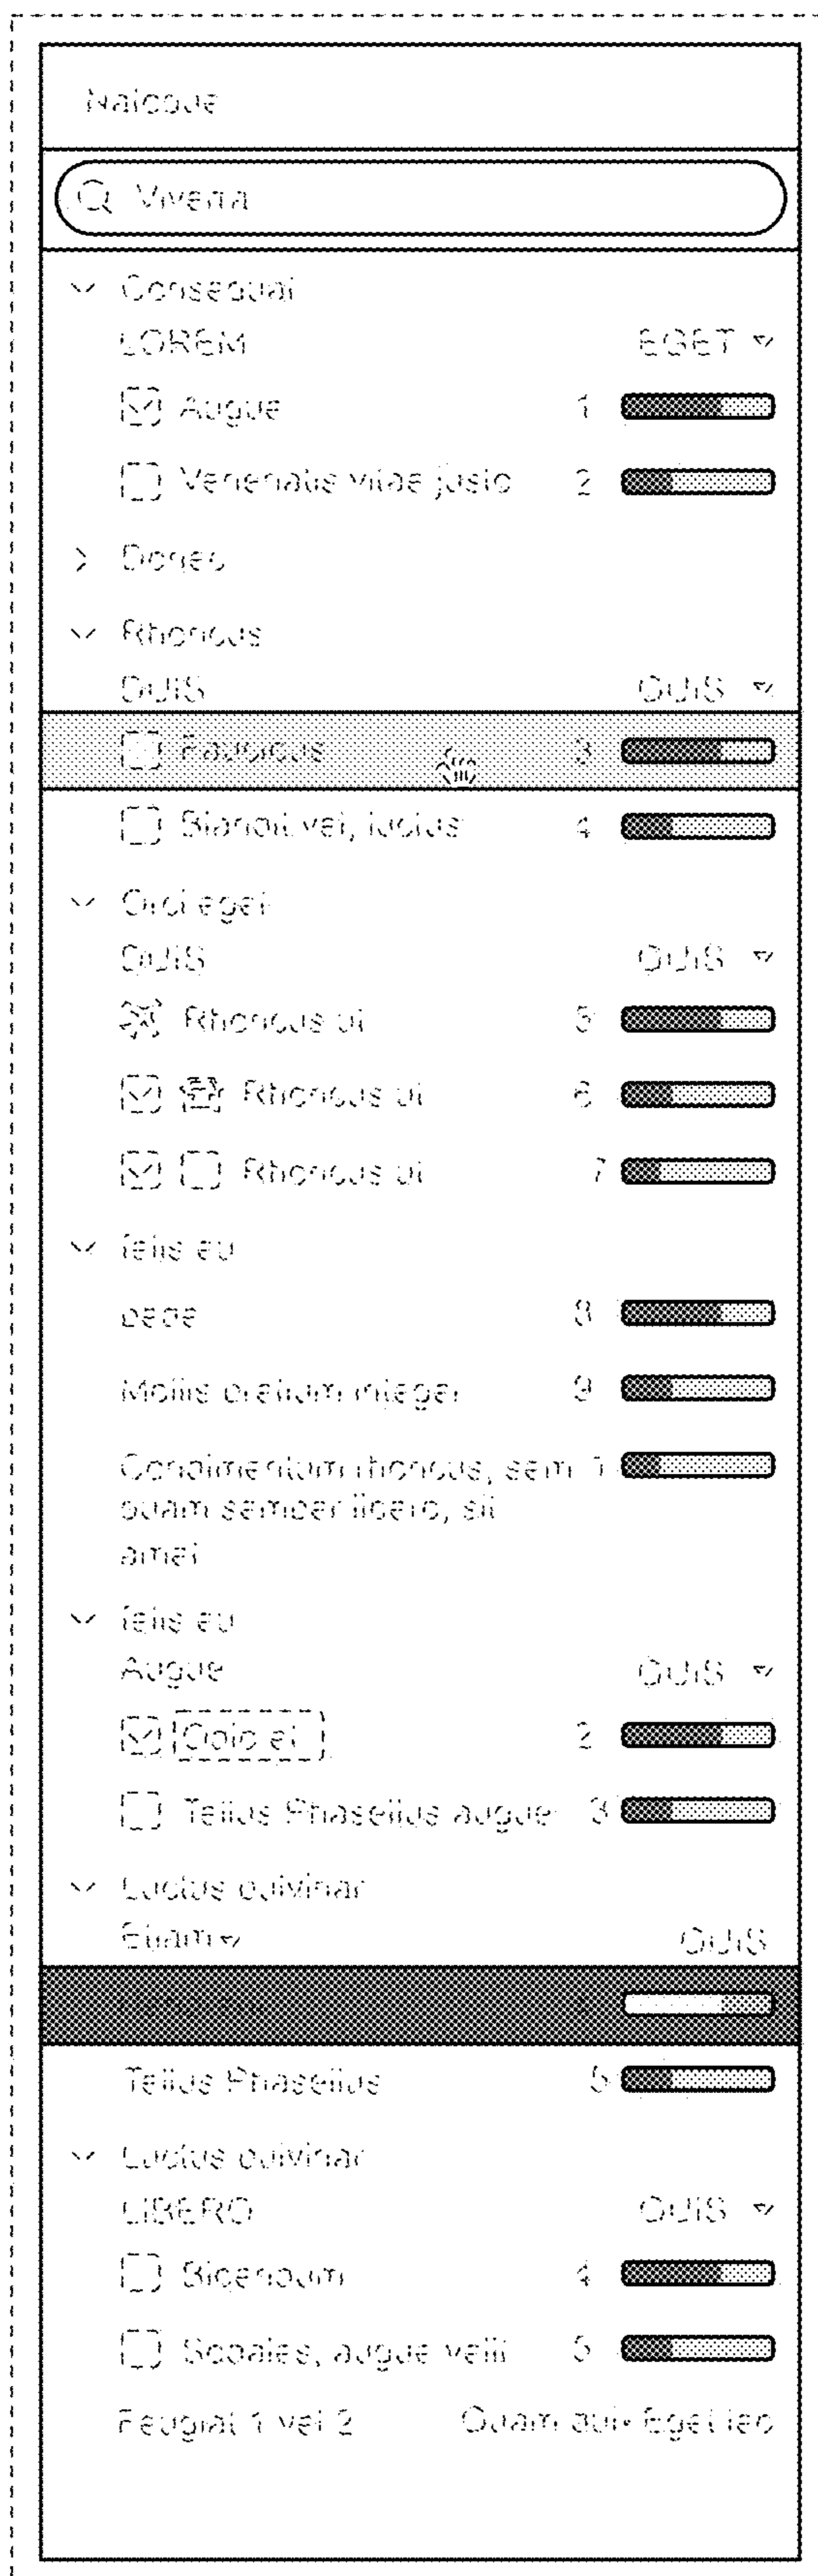 Natoque
Viverra
Consequat
LOREM EGET
Augue 1
Venenatis vitae justo 2
Donec
Rhoncus
QUIS
Faucibus 3
Blandit vel, luctus 4
Orci eget
QUIS QUIS
Rhoncus ut 5
Rhoncus ut 6
Rhoncus ut 7
felis eu
pede 8
Mollis pretium integer 9
Condimentum rhoncus, sem 1
quam semper libero, sit
amet
felis eu
Augue QUIS
Odio et 2
Tellus Phasellus augue 3
Luctus pulvinar
Etiam QUIS
Tellus Phasellus 5
Luctus pulvinar
LIBERO QUIS
Bibendum 4
Sodales, augue velit 5
Feugiat 1 vel 2 Quam quis Eget leo